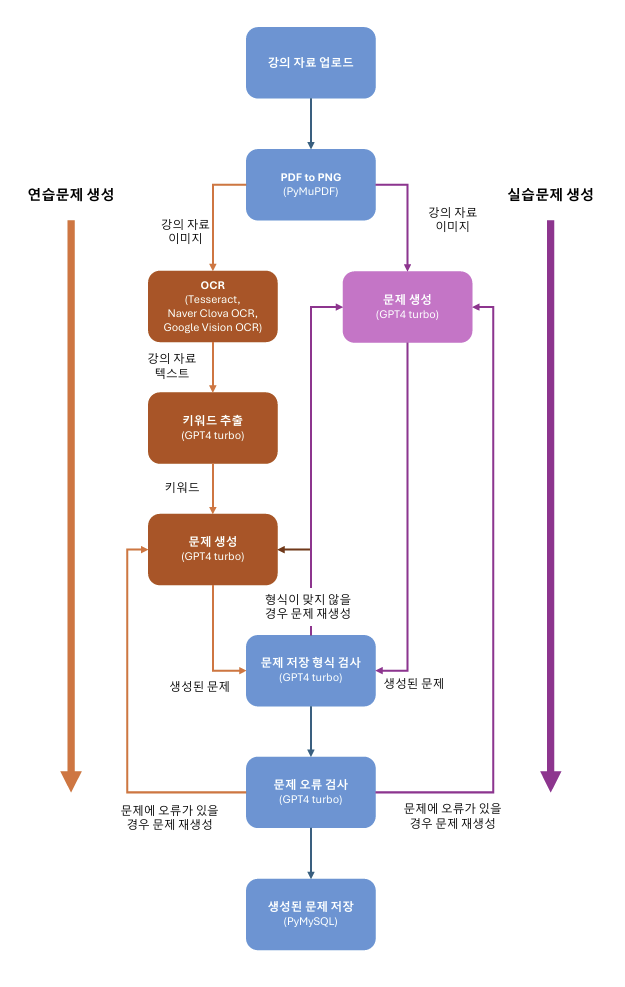 강의 자료 업로드
PDF to PNG
(PyMuPDF)
연습문제 생성
실습문제 생성
강의 자료
이미지
강의 자료
이미지
OCR
(Tesseract,
Naver Clova OCR,
Google Vision OCR)
문제 생성
(GPT4 turbo)
강의 자료
텍스트
키워드 추출
(GPT4 turbo)
키워드
문제 생성
(GPT4 turbo)
형식이 맞지 않을
경우 문제 재생성
문제 저장 형식 검사
(GPT4 turbo)
생성된 문제
생성된 문제
문제 오류 검사
(GPT4 turbo)
문제에 오류가 있을
경우 문제 재생성
문제에 오류가 있을
경우 문제 재생성
생성된 문제 저장
(PyMySQL)